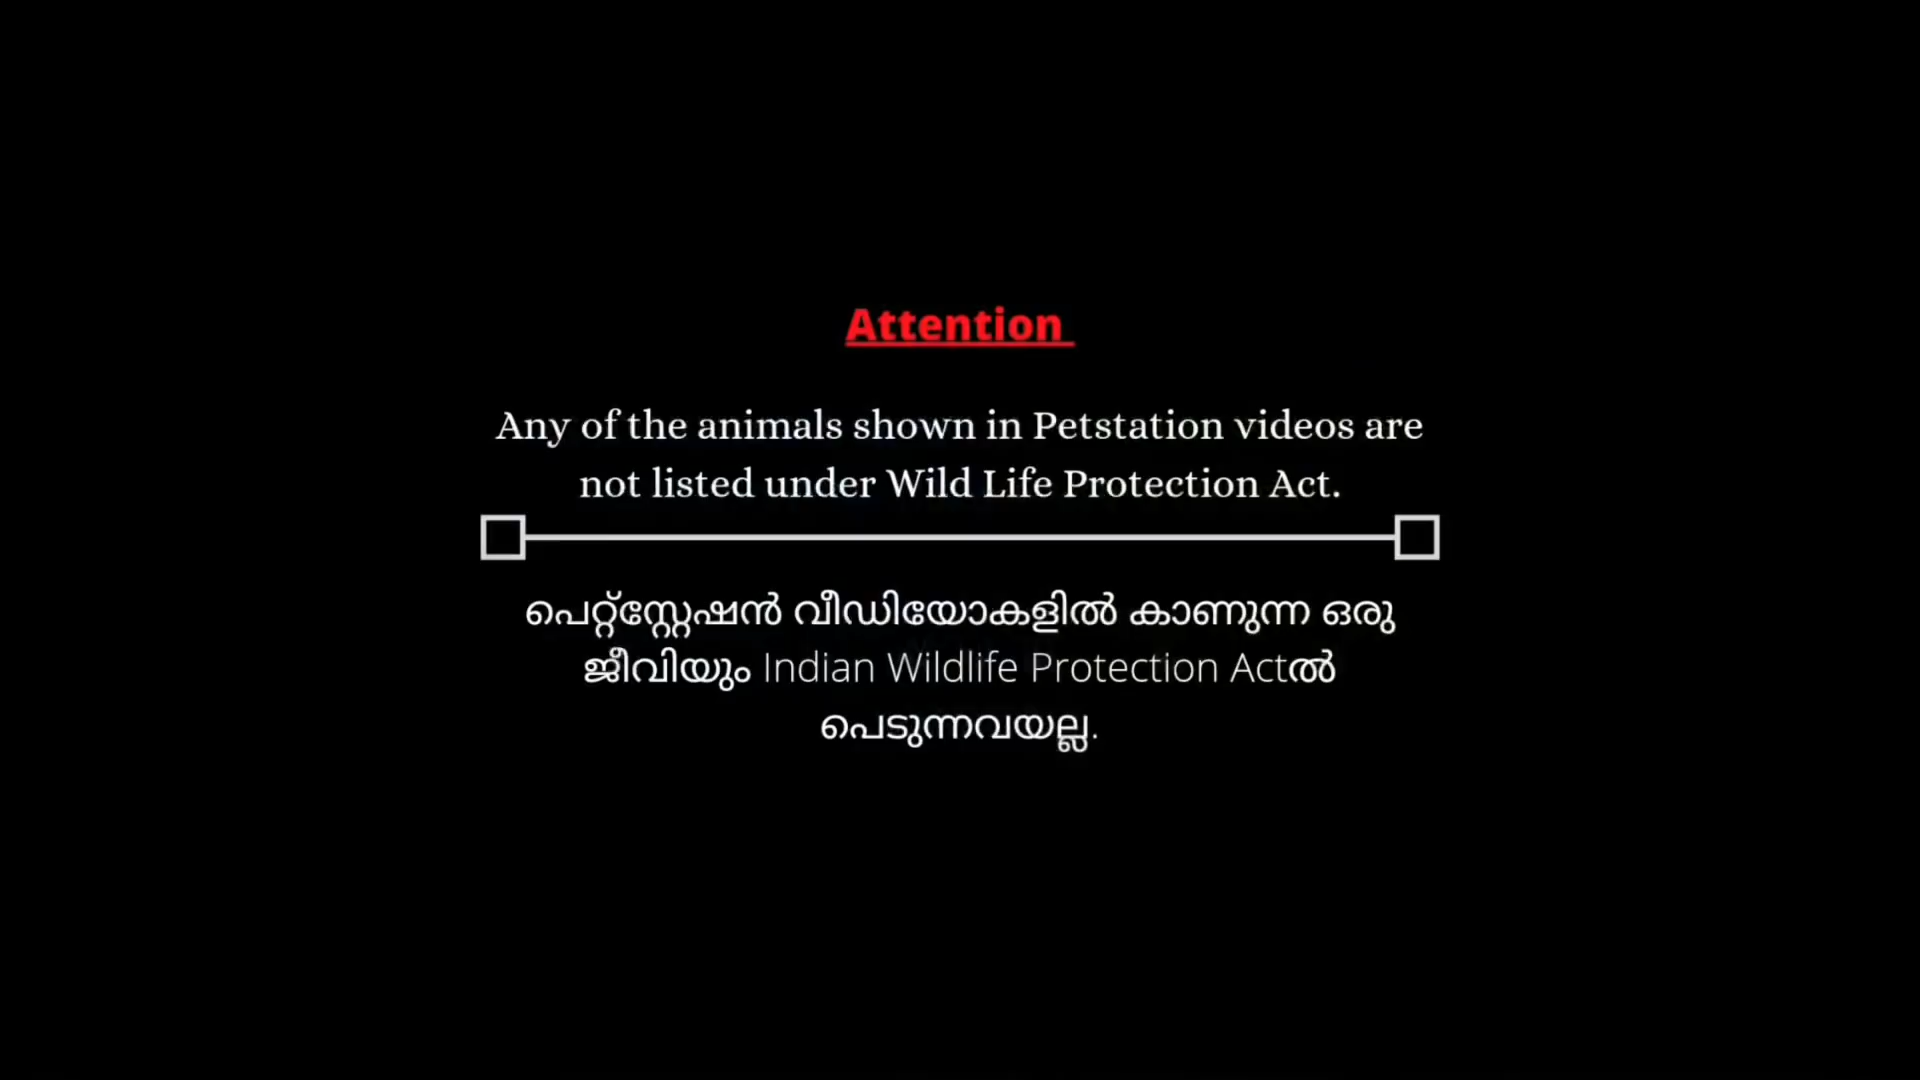 Attention
Any of the animals shown in Petstation videos are
not listed under Wild Life Protection Act.
പെറ്റ്സ്റ്റേഷൻ വീഡിയോകളിൽ കാണുന്ന ഒരു
ജീവിയും Indian Wildlife Protection Actൽ
പെടുന്നവയല്ല.